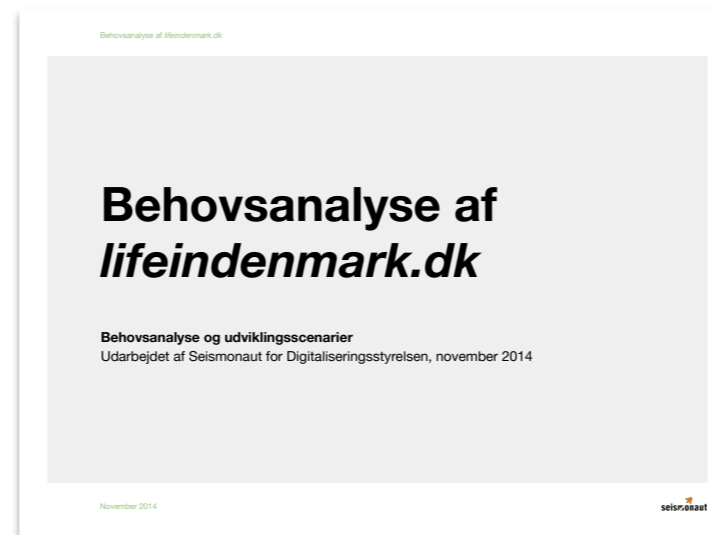 Behovsanalyse af lifeindenmark.dk
Behovsanalyse af
lifeindenmark.dk
Behovsanalyse og udviklingsscenarier
Udarbejdet af Seismonaut for Digitaliseringsstyrelsen, november 2014
November 2014
seismonaut